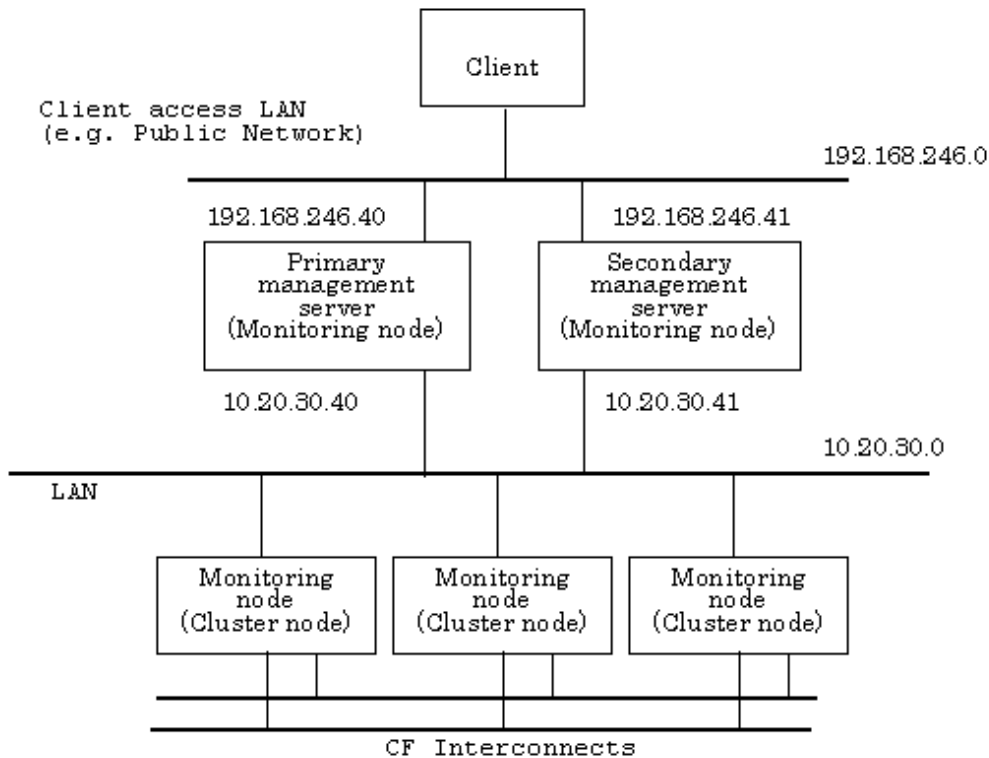 Client
Client access LAN
(e.g. Public Network)
192.168.246.0
192.168.246.40
192.168.246.41
Primary
management
server
(Monitoring node)
Secondary
management
server
(Monitoring node)
10.20.30.40
10.20.30.41
10.20.30.0
LAN
Monitoring
node
(Cluster node)
Monitoring
node
(Cluster node)
Monitoring
node
(Cluster node)
CF Interconnects